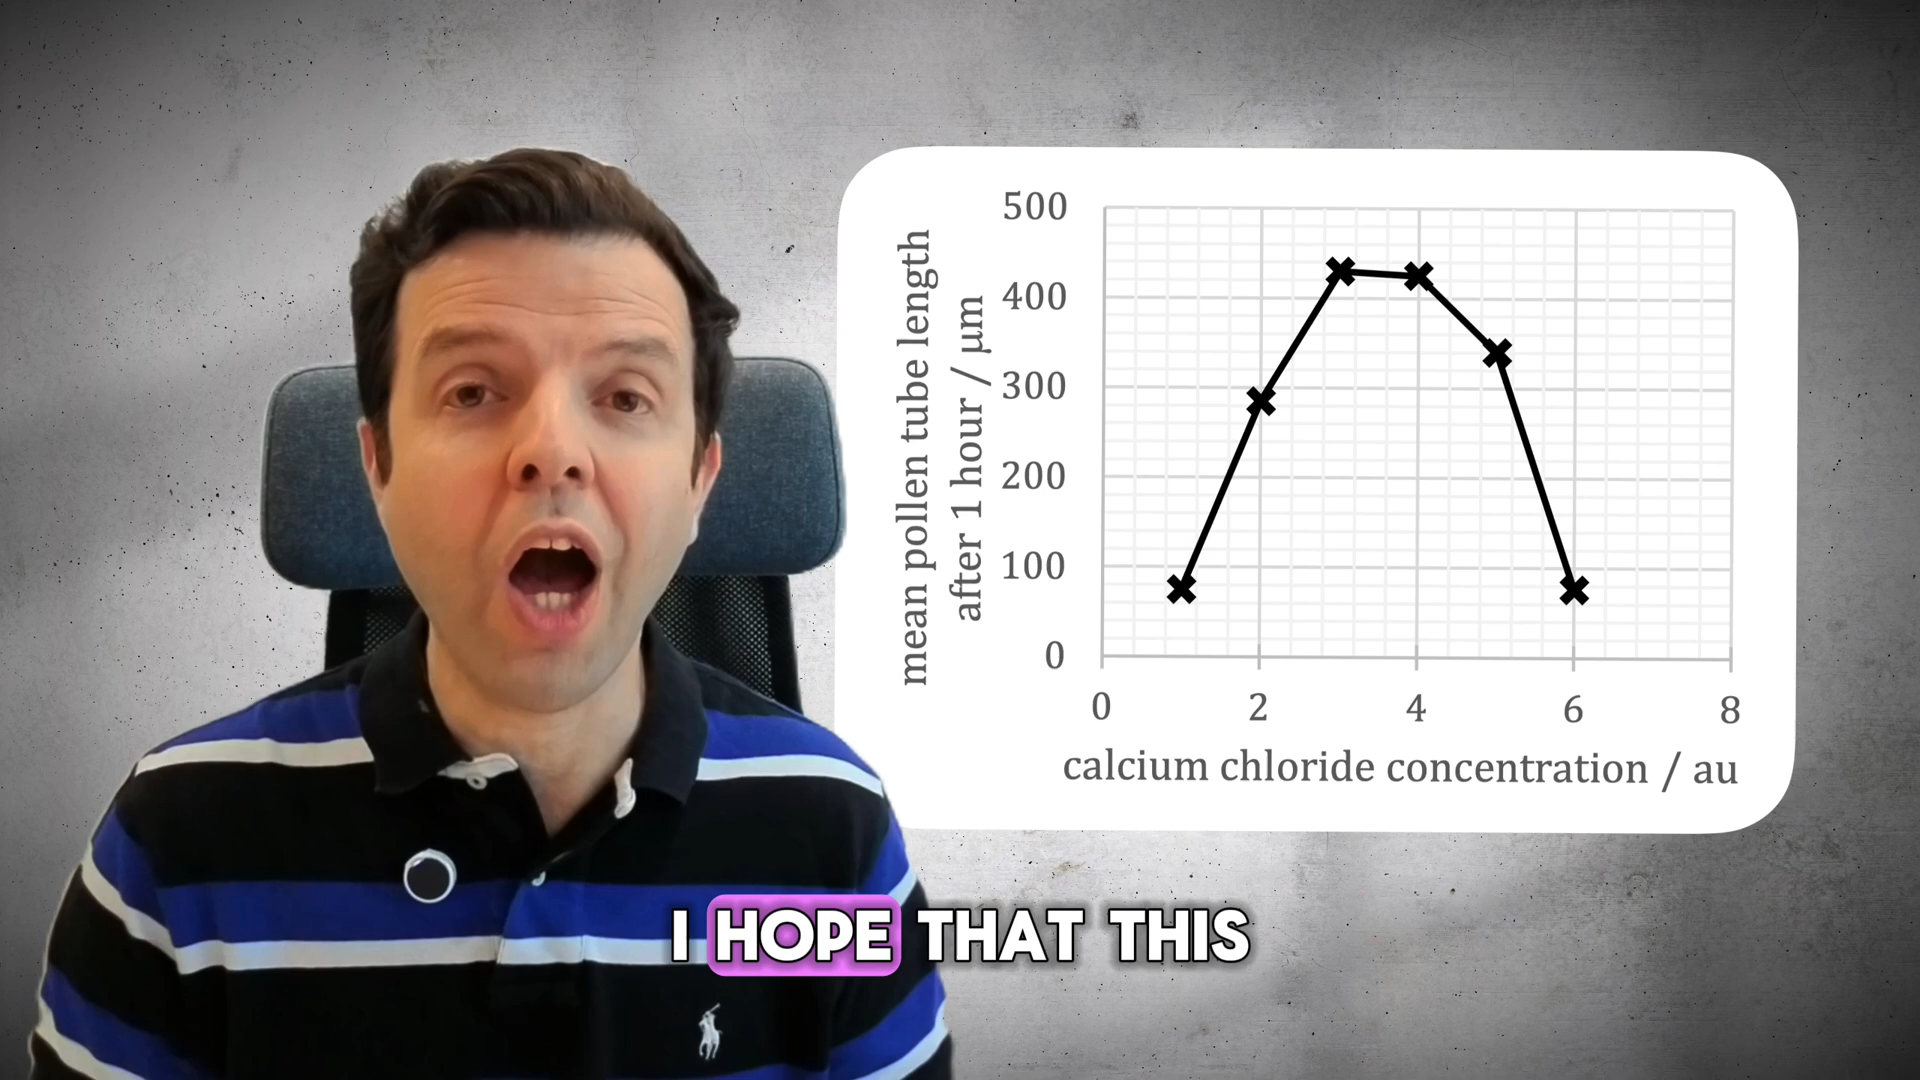 mean pollen tube length
after 1 hour / µm
500
400
300
200
100
0
0 2 4 6 8
calcium chloride concentration / au
I HOPE THAT THIS